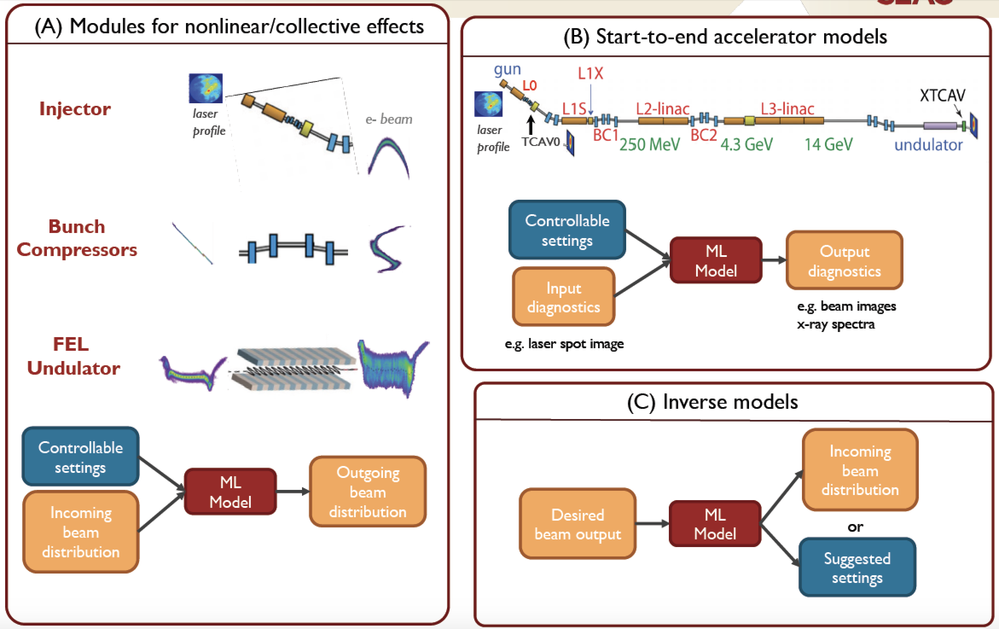 SLAC
(A) Modules for nonlinear/collective effects
Injector
laser
profile
e- beam
Bunch
Compressors
FEL
Undulator
Controllable
settings
Incoming
beam
distribution
ML
Model
Outgoing
beam
distribution
(B) Start-to-end accelerator models
gun
L0
L1X
laser
profile
TCAV0
L1S
BC1
250 MeV
L2-linac
BC2
4.3 GeV
L3-linac
14 GeV
XTCAV
undulator
Controllable
settings
Input
diagnostics
e.g. laser spot image
ML
Model
Output
diagnostics
e.g. beam images
x-ray spectra
(C) Inverse models
Desired
beam output
ML
Model
Incoming
beam
distribution
or
Suggested
settings